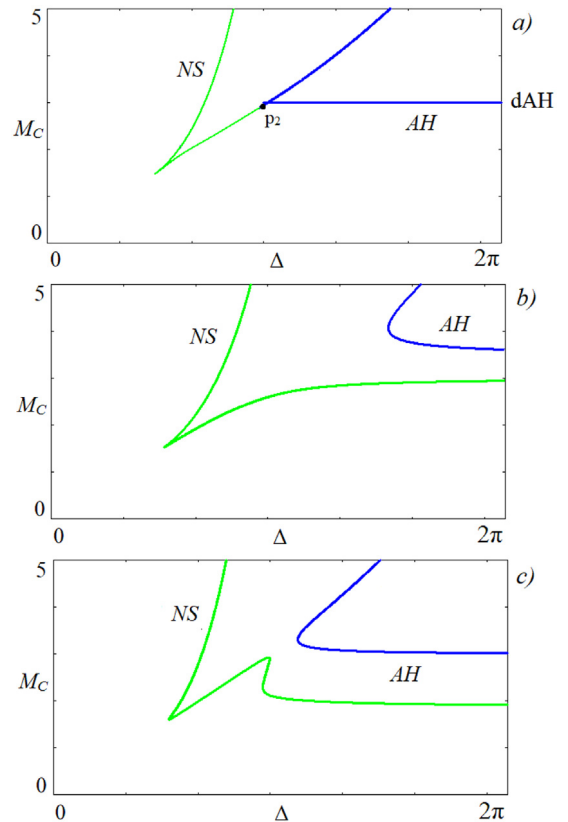 5 a)
NS
dAH
M_C p₂ AH
0
0 Δ 2π
5 b)
NS AH
M_C
0
0 Δ 2π
5 c)
NS
M_C AH
0
0 Δ 2π